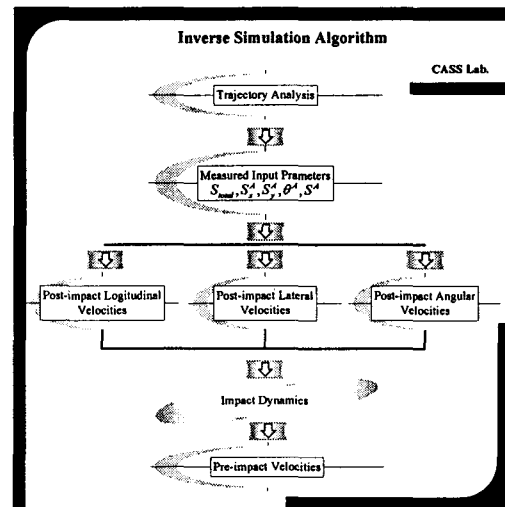 Inverse Simulation Algorithm
CASS Lab.
Trajectory Analysis
Measured Input Prameters
S_total, S_x^A, S_y^A, θ^A, S^A
Post-impact Logitudinal
Velocities
Post-impact Lateral
Velocities
Post-impact Angular
Velocities
Impact Dynamics
Pre-impact Velocities